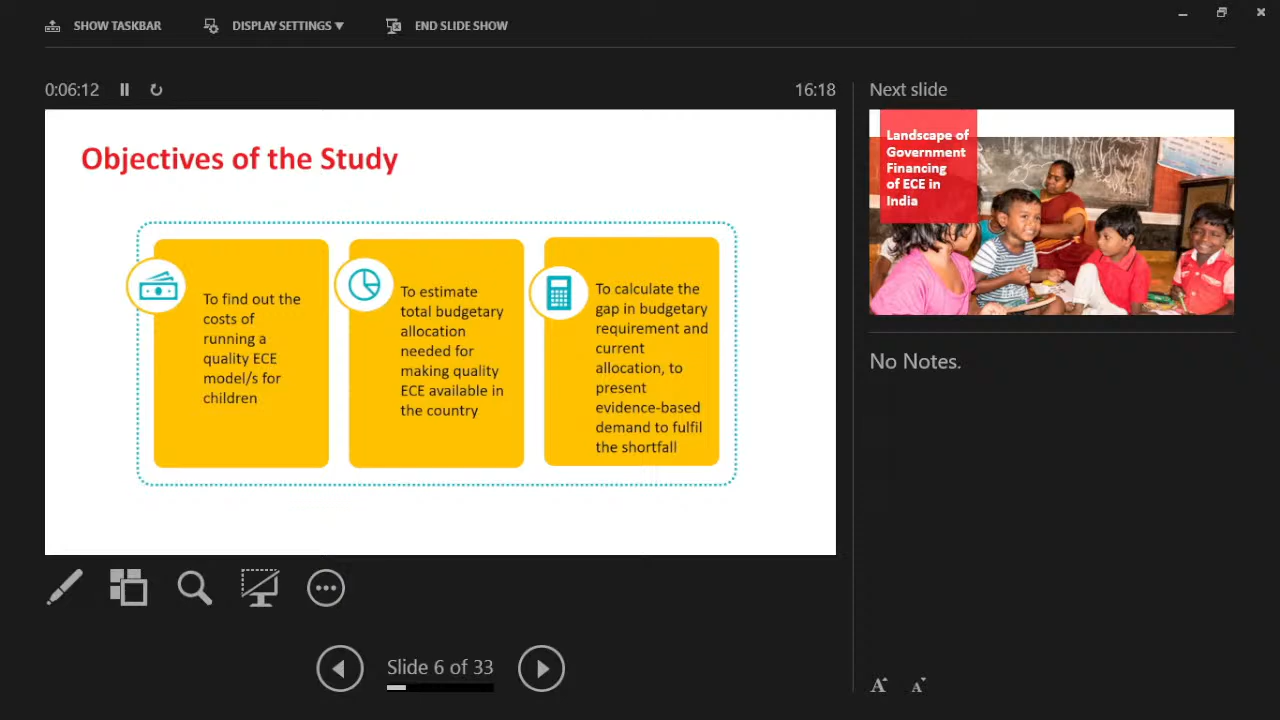 SHOW TASKBAR
DISPLAY SETTINGS ▼
END SLIDE SHOW
0:06:12
16:18
Objectives of the Study
To find out the
costs of
running a
quality ECE
model/s for
children
To estimate
total budgetary
allocation
needed for
making quality
ECE available in
the country
To calculate the
gap in budgetary
requirement and
current
allocation, to
present
evidence-based
demand to fulfil
the shortfall
Slide 6 of 33
Next slide
Landscape of
Government
Financing
of ECE in
India
No Notes.
A
A